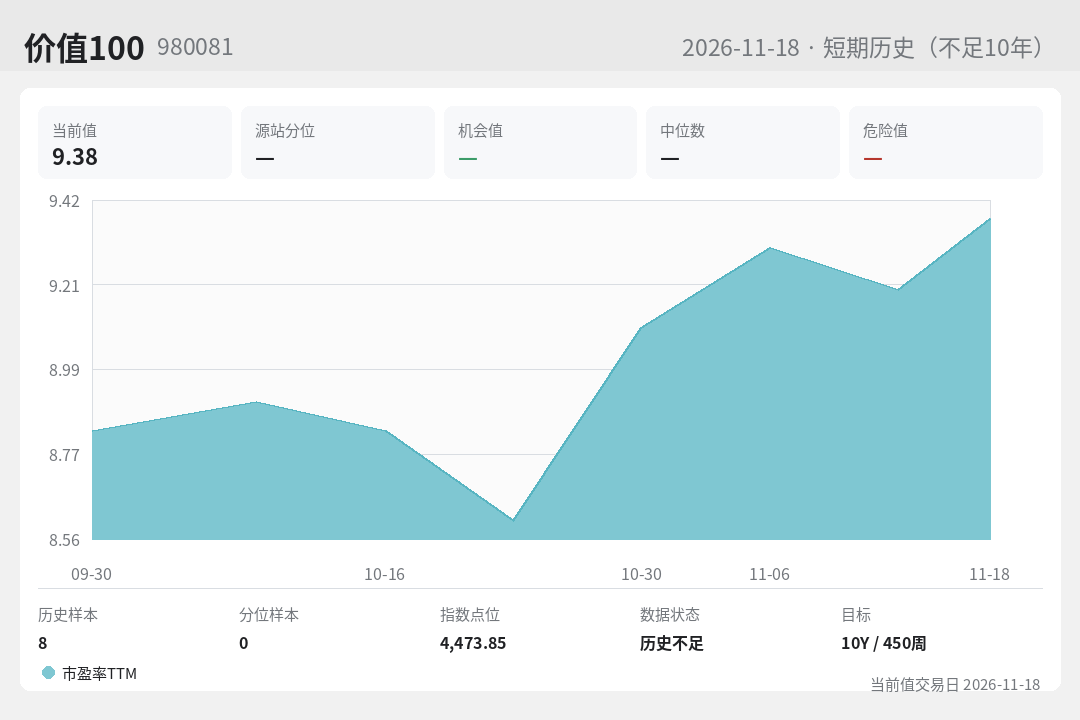 价值100 980081
2026-11-18 · 短期历史（不足10年）
当前值 源站分位 机会值 中位数 危险值
9.38 — — — —
9.42
9.21
8.99
8.77
8.56
09-30 10-16 10-30 11-06 11-18
历史样本 分位样本 指数点位 数据状态 目标
8 0 4,473.85 历史不足 10Y / 450周
市盈率TTM
当前值交易日 2026-11-18